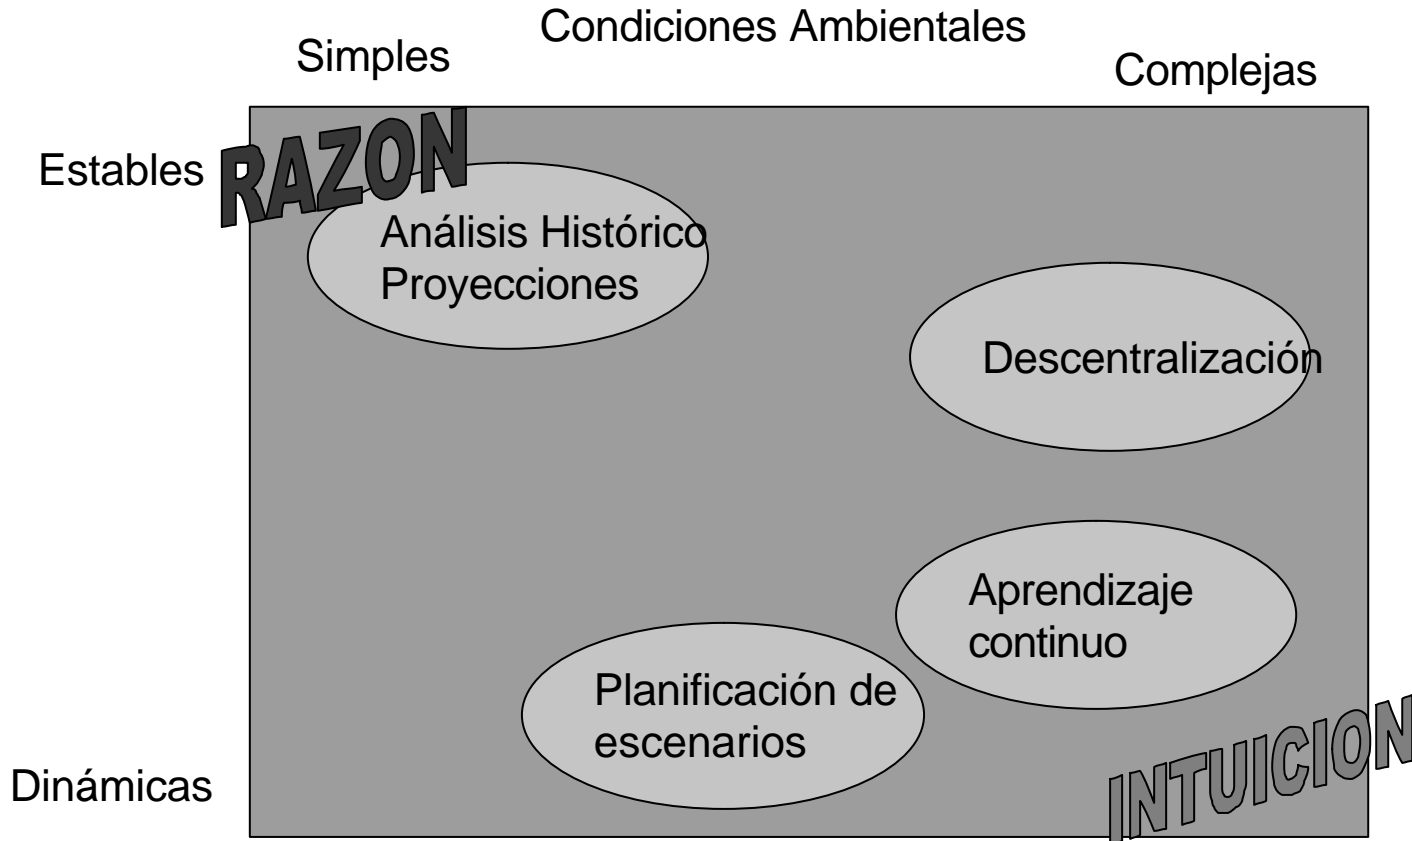 Condiciones Ambientales
Simples
Complejas
Estables
RAZON
Análisis Histórico
Proyecciones
Descentralización
Aprendizaje
continuo
Planificación de
escenarios
INTUICION
Dinámicas